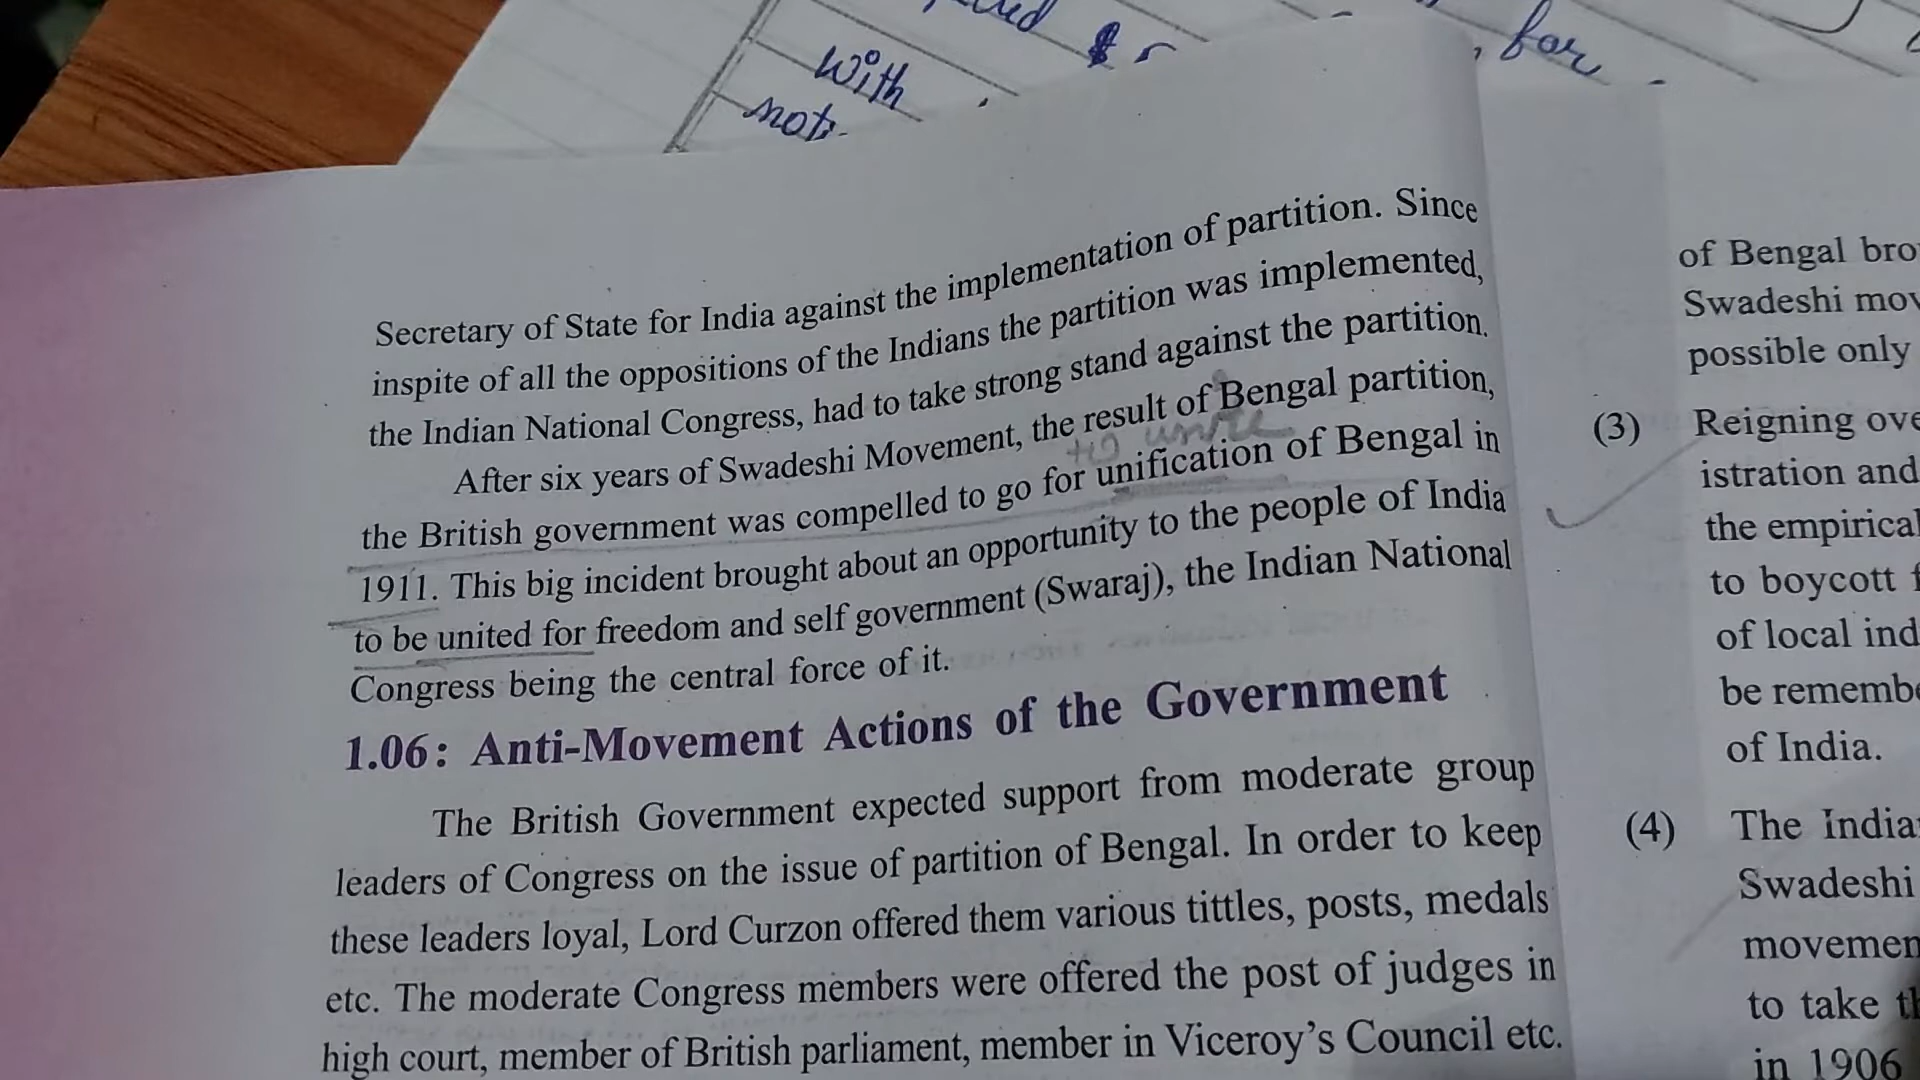 with
not
for
Secretary of State for India against the implementation of partition. Since
inspite of all the oppositions of the Indians the partition was implemented,
the Indian National Congress, had to take strong stand against the partition.
After six years of Swadeshi Movement, the result of Bengal partition,
to unite
the British government was compelled to go for unification of Bengal in
1911. This big incident brought about an opportunity to the people of India
to be united for freedom and self government (Swaraj), the Indian National
Congress being the central force of it.
1.06: Anti-Movement Actions of the Government
The British Government expected support from moderate group
leaders of Congress on the issue of partition of Bengal. In order to keep
these leaders loyal, Lord Curzon offered them various tittles, posts, medals
etc. The moderate Congress members were offered the post of judges in
high court, member of British parliament, member in Viceroy's Council etc.
of Bengal bro
Swadeshi mov
possible only
(3) Reigning ove
istration and
the empirical
to boycott f
of local ind
be remembe
of India.
(4) The India
Swadeshi
movemen
to take th
in 1906